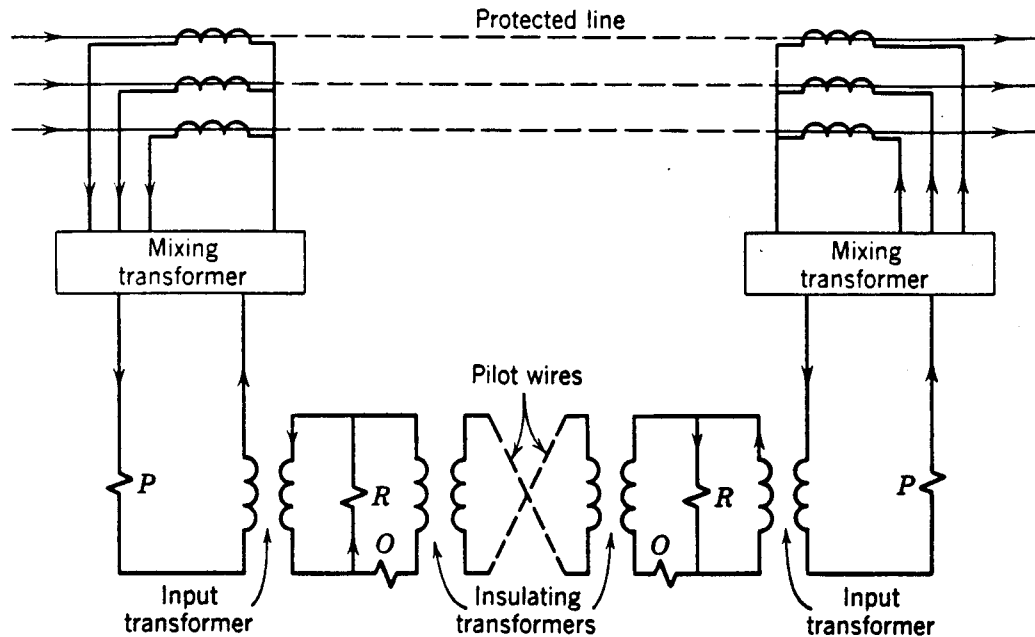 Protected line
Mixing
transformer
Mixing
transformer
Pilot wires
P
R
O
O
R
P
Input
transformer
Insulating
transformers
Input
transformer